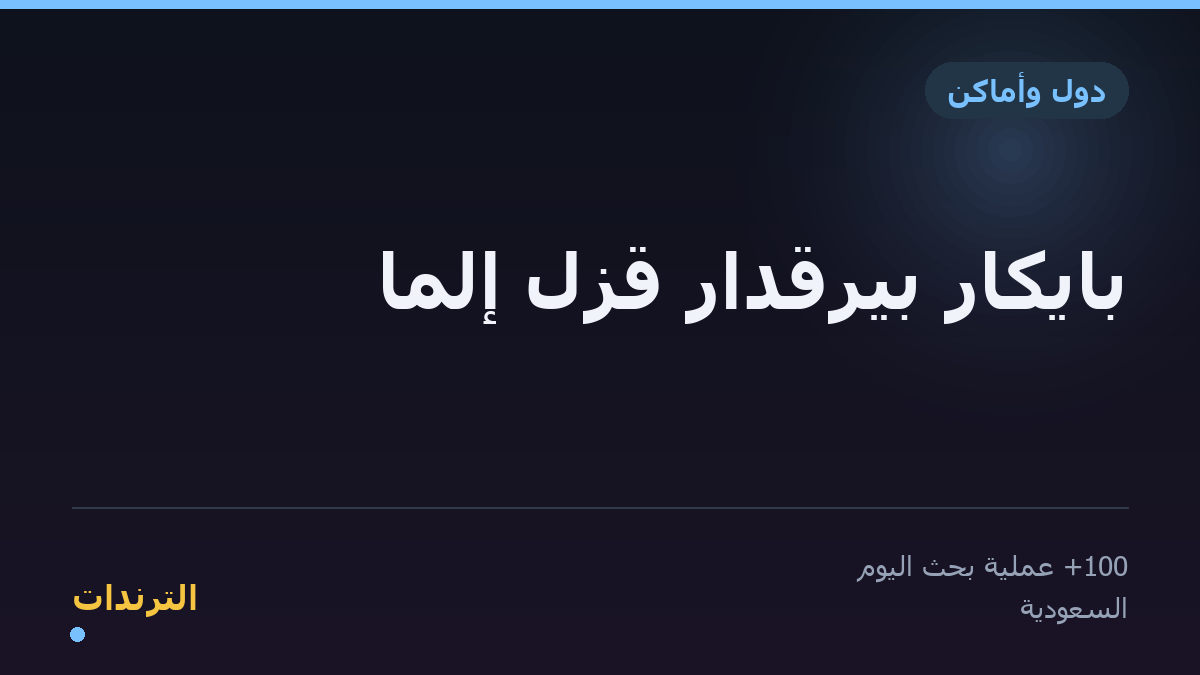 دول وأماكن
بايكار بيرقدار قزل إلما
100+ عملية بحث اليوم
السعودية
الترندات